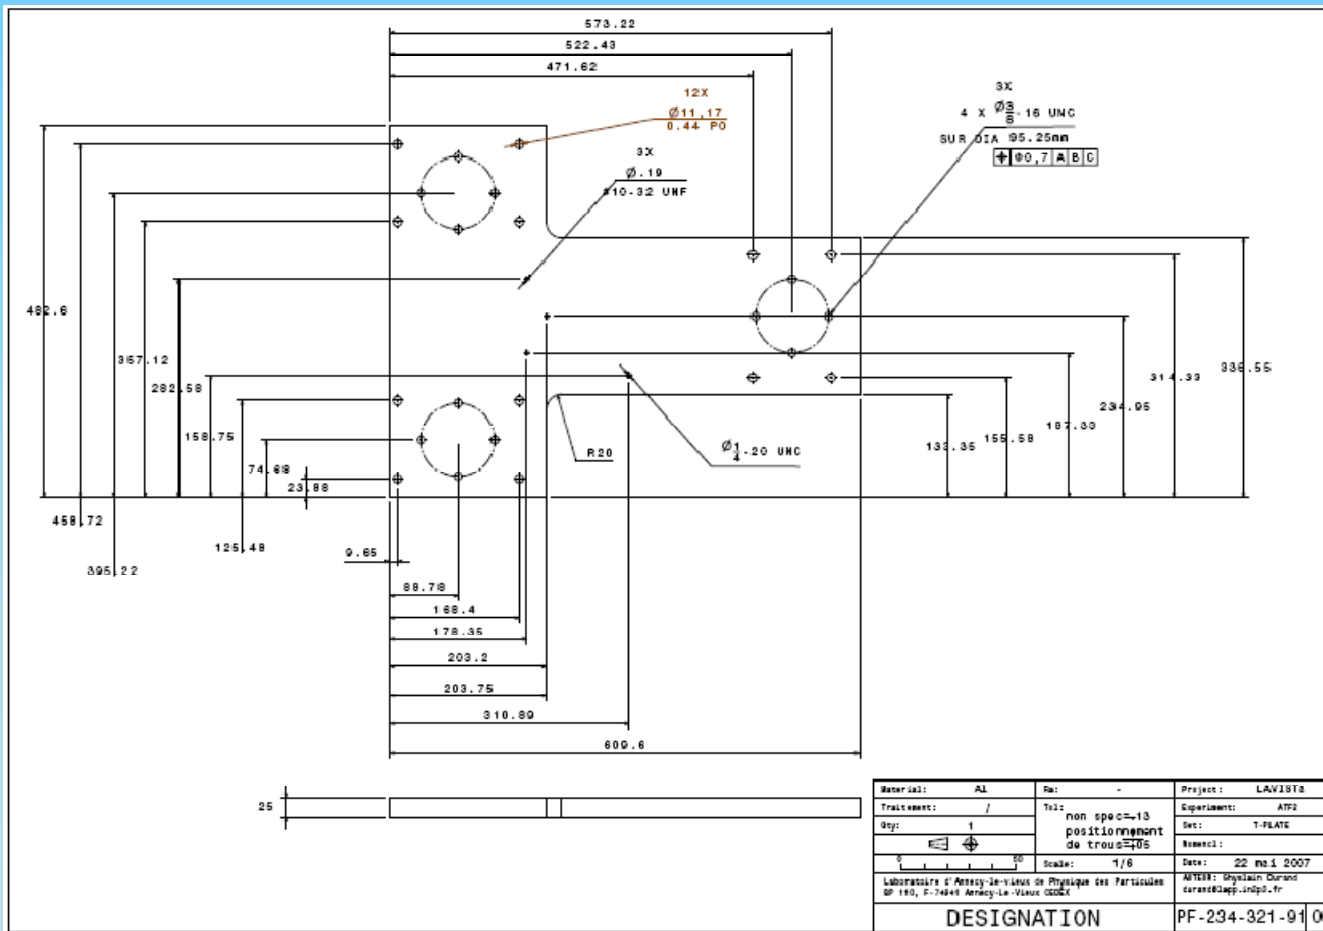 573.22
522.43
471.62
12X
Ø11,17
0.44 PO
3X
Ø.19
#10-32 UNF
3X
4 X Ø3/8-16 UNC
SUR DIA 95.25mm
⌖ Ø0,7 A B C
482.6
357.12
282.58
158.75
74.68
23.88
458.72
395.22
125.48
9.65
88.78
168.4
178.35
203.2
203.75
310.89
609.6
R20
Ø1/4-20 UNC
133.35
155.58
187.33
234.95
314.33
336.55
25
Material: AL
Ra: -
Project: LAVISTa
Traitement: /
Tol: non spec=.13
positionnement
de trous=
Experiment: ATF2
Qty: 1
Set: T-PLATE
Nomencl:
0 50
Scale: 1/6
Date: 22 mai 2007
Laboratoire d'Annecy-le-vieux de Physique des Particules
BP 110, F-74941 Annecy-Le-Vieux CEDEX
AUTEUR: Ghyslain Durand
durand@lapp.in2p3.fr
DESIGNATION
PF-234-321-91